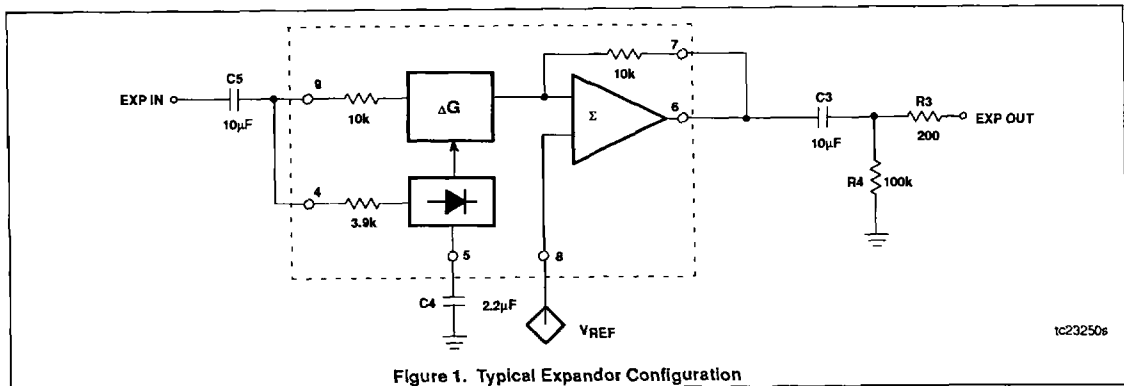 EXP IN
C5
10µF
9
10k
ΔG
10k
7
Σ
6
C3
10µF
R3
200
EXP OUT
R4
100k
4
3.9k
5
8
C4
2.2µF
VREF
tc23250s
Figure 1. Typical Expandor Configuration